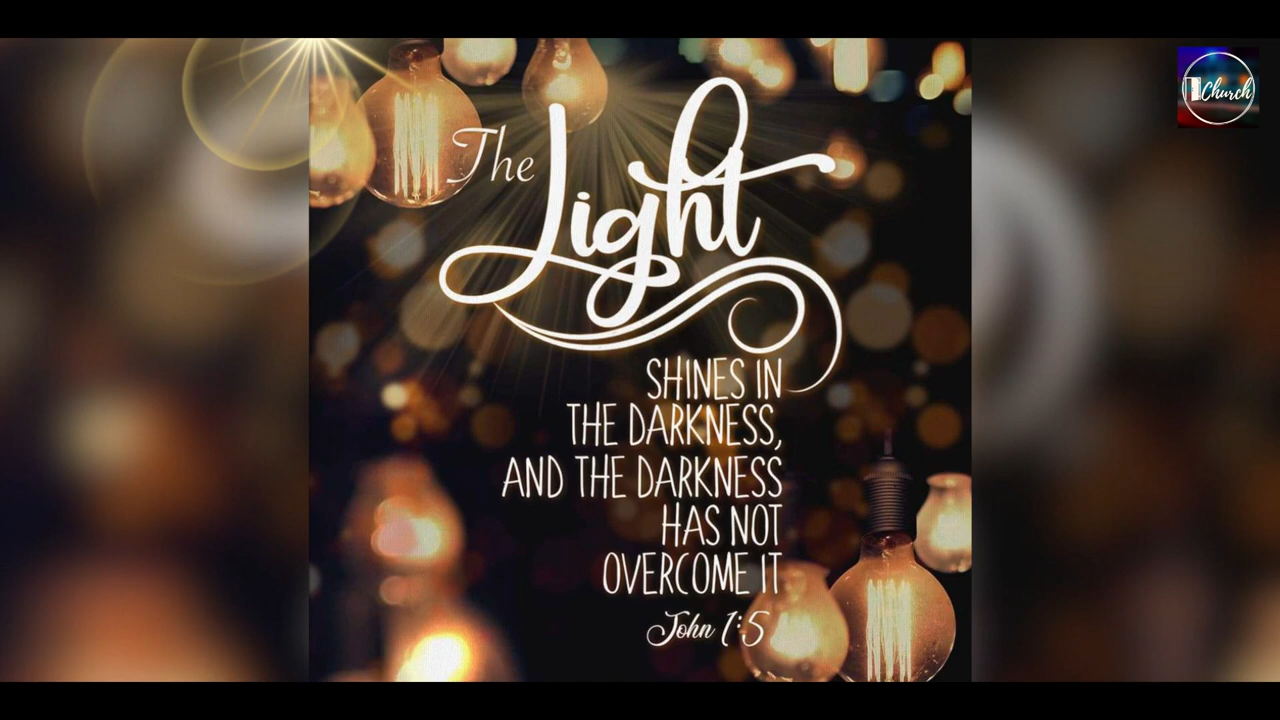 Church
The
Light
SHINES IN
THE DARKNESS,
AND THE DARKNESS
HAS NOT
OVERCOME IT
John 1:5